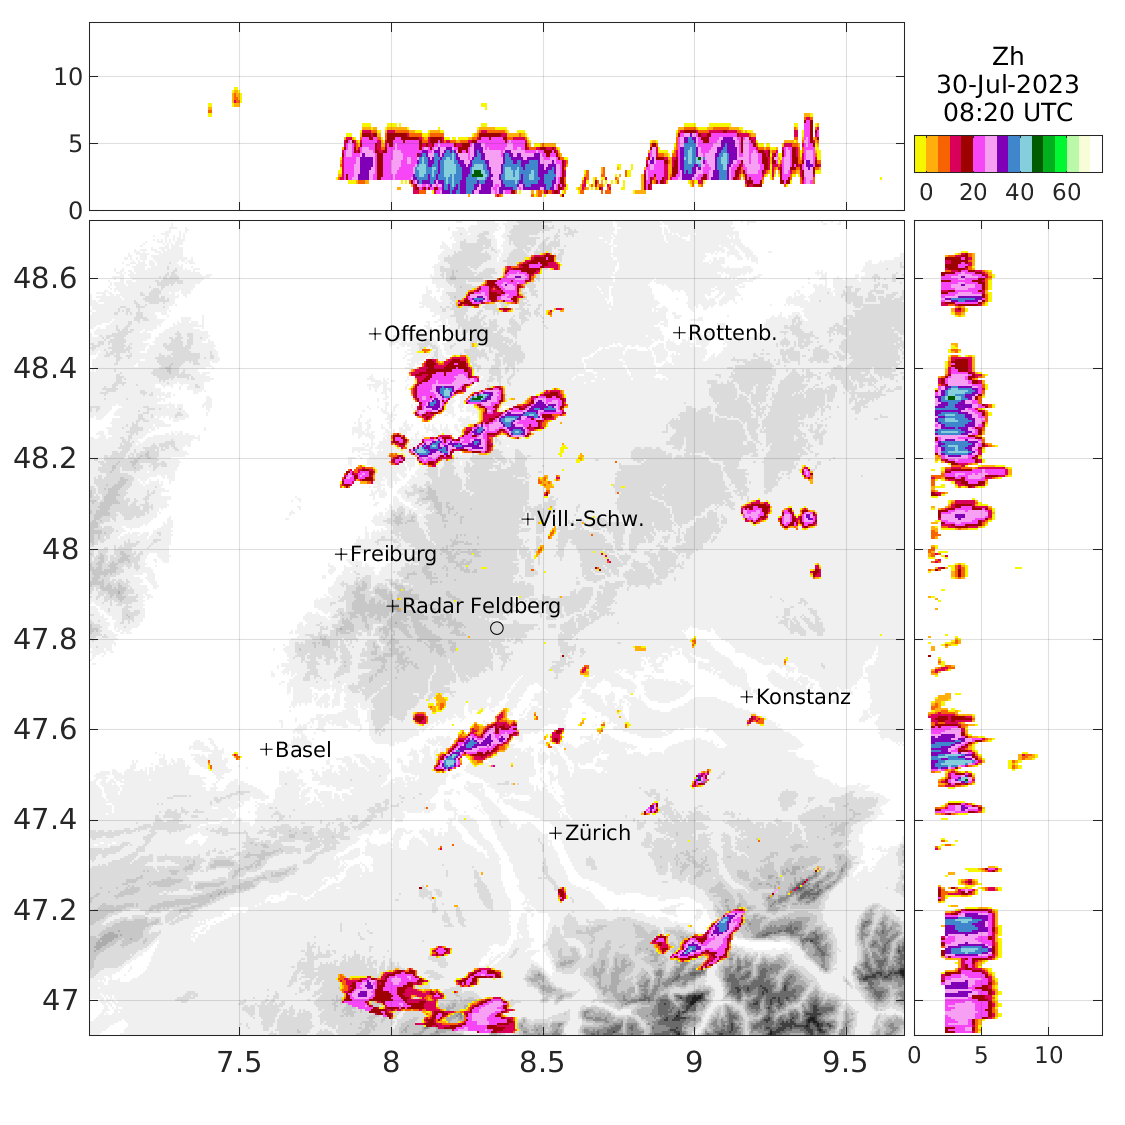 10
5
0
Zh
30-Jul-2023
08:20 UTC
0 20 40 60
48.6
48.4
48.2
48
47.8
47.6
47.4
47.2
47
+Offenburg
+Rottenb.
+Vill.-Schw.
+Freiburg
+Radar Feldberg
+Konstanz
+Basel
+Zürich
7.5 8 8.5 9 9.5
0 5 10